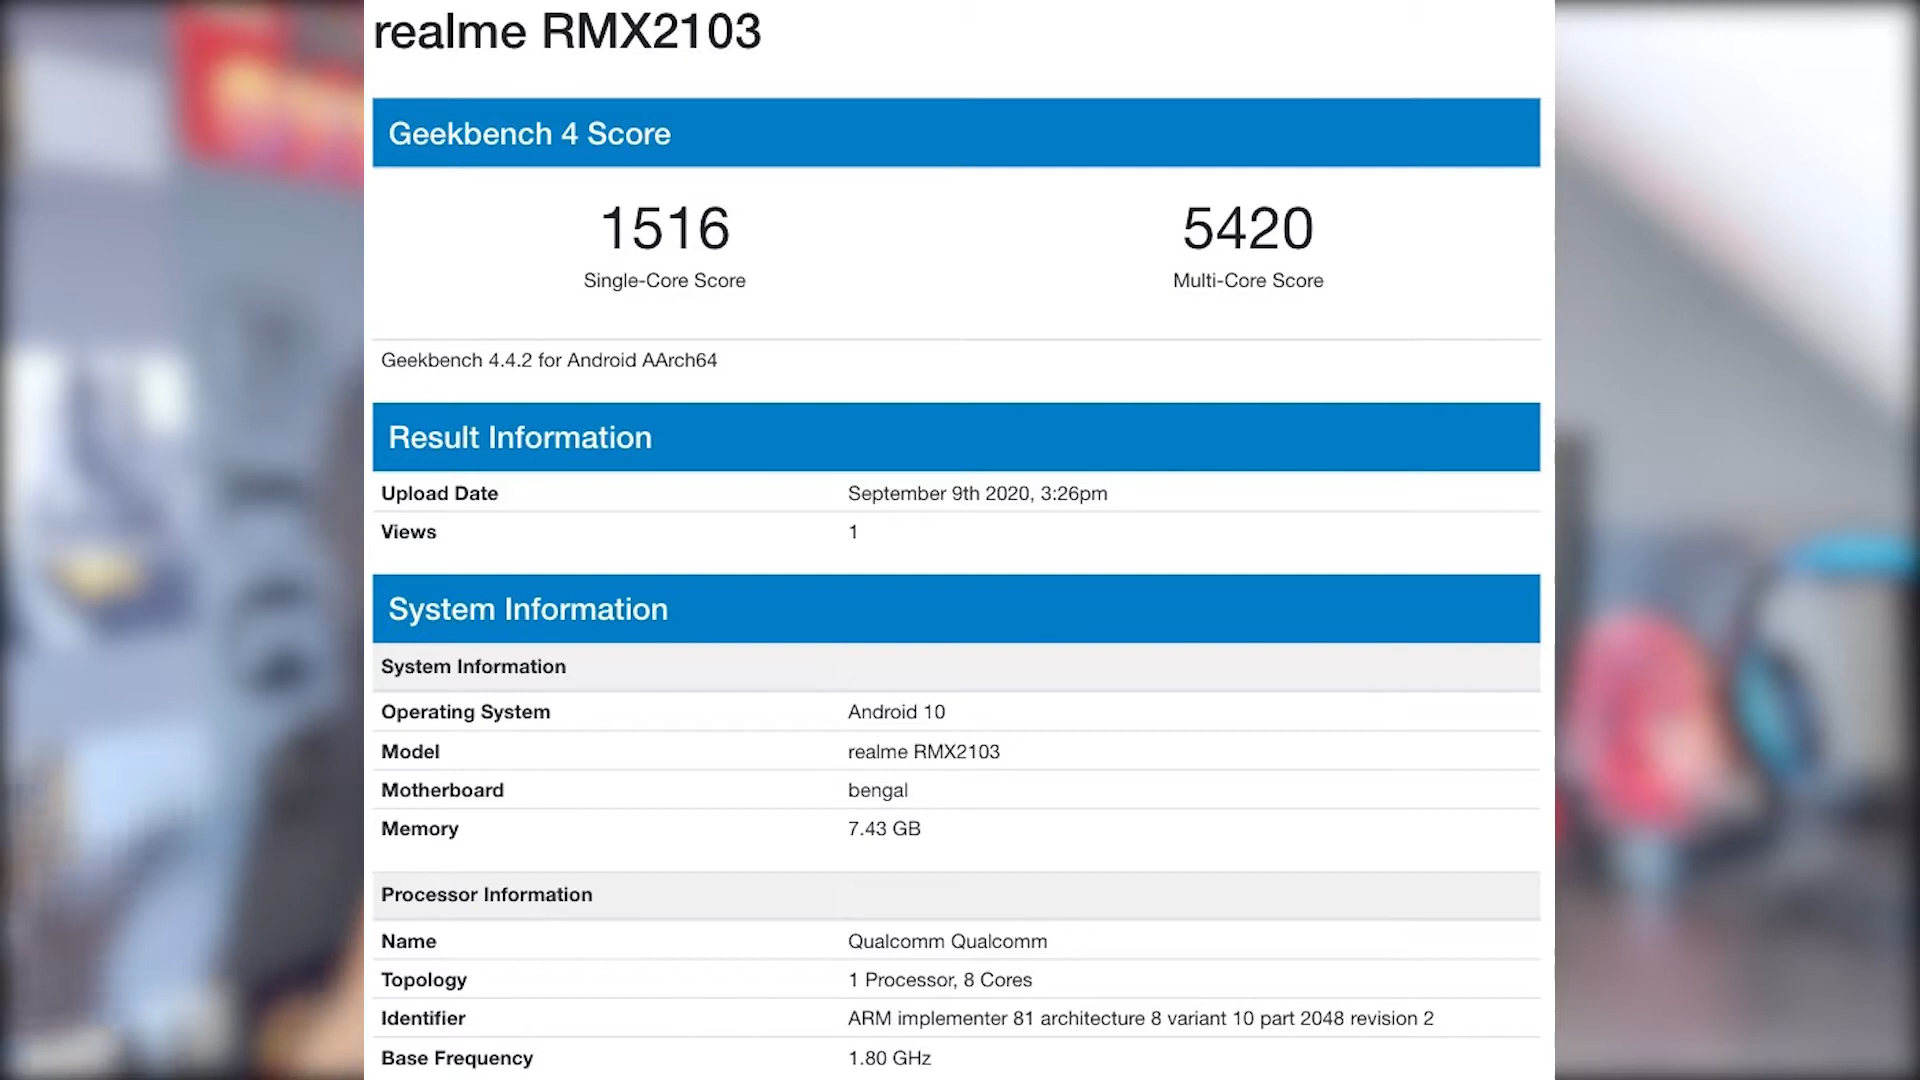 realme RMX2103
Geekbench 4 Score
1516
5420
Single-Core Score
Multi-Core Score
Geekbench 4.4.2 for Android AArch64
Result Information
Upload Date September 9th 2020, 3:26pm
Views 1
System Information
System Information
Operating System Android 10
Model realme RMX2103
Motherboard bengal
Memory 7.43 GB
Processor Information
Name Qualcomm Qualcomm
Topology 1 Processor, 8 Cores
Identifier ARM implementer 81 architecture 8 variant 10 part 2048 revision 2
Base Frequency 1.80 GHz